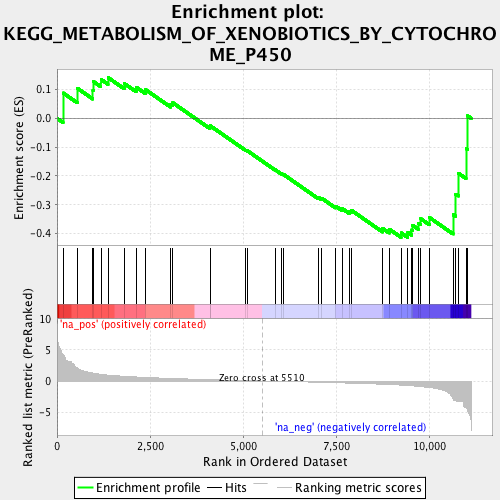 Enrichment plot:
KEGG_METABOLISM_OF_XENOBIOTICS_BY_CYTOCHRO
ME_P450
Enrichment score (ES)
0.1
0.0
-0.1
-0.2
-0.3
-0.4
'na_pos' (positively correlated)
Ranked list metric (PreRanked)
10
5
0
-5
Zero cross at 5510
'na_neg' (negatively correlated)
0
2,500
5,000
7,500
10,000
Rank in Ordered Dataset
Enrichment profile
Hits
Ranking metric scores